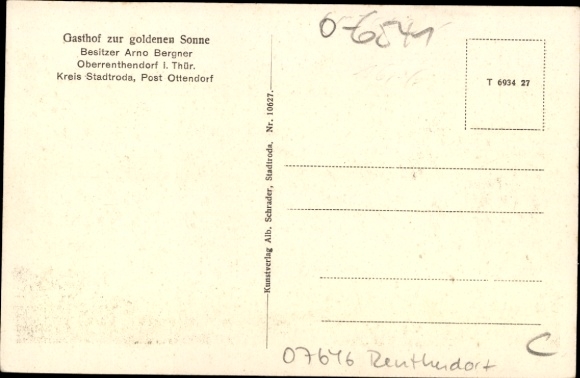 Gasthof zur goldenen Sonne
Besitzer Arno Bergner
Oberrenthendorf i. Thür.
Kreis Stadtroda, Post Ottendorf
076541
T 6934 27
Kunstverlag Alb. Schrader, Stadtroda. Nr. 10627.
07646 Renthendorf
C